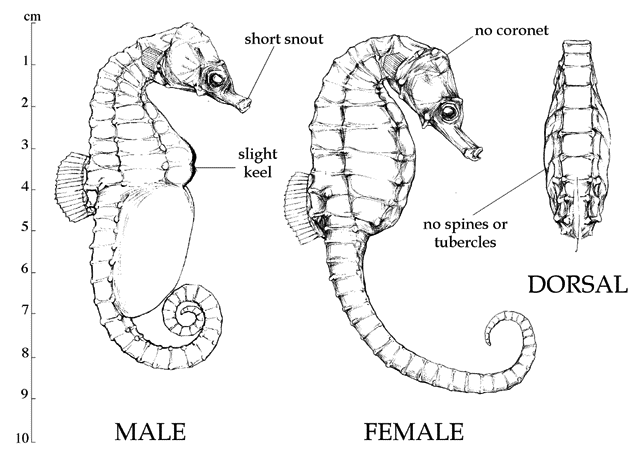 cm
1
2
3
4
5
6
7
8
9
10
short snout
slight
keel
MALE
no coronet
no spines or
tubercles
FEMALE
DORSAL